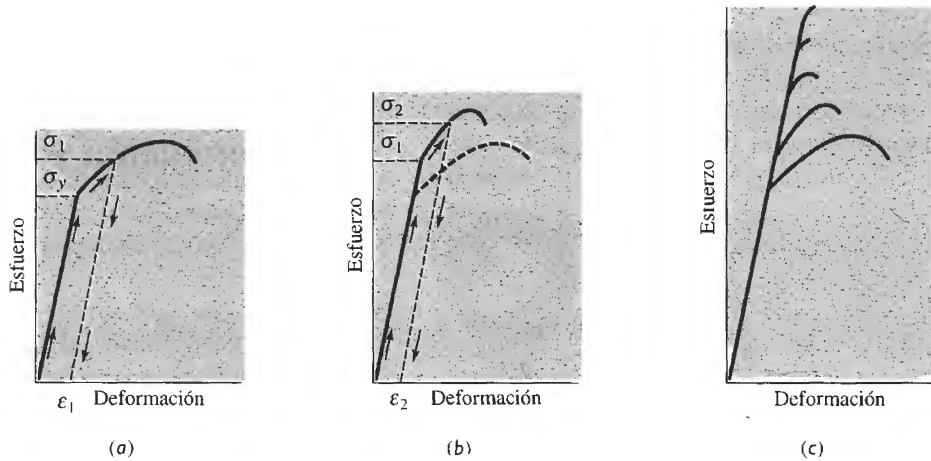 σ1
σy
Esfuerzo
ε1 Deformación
(a)
σ2
σ1
Esfuerzo
ε2 Deformación
(b)
Esfuerzo
Deformación
(c)